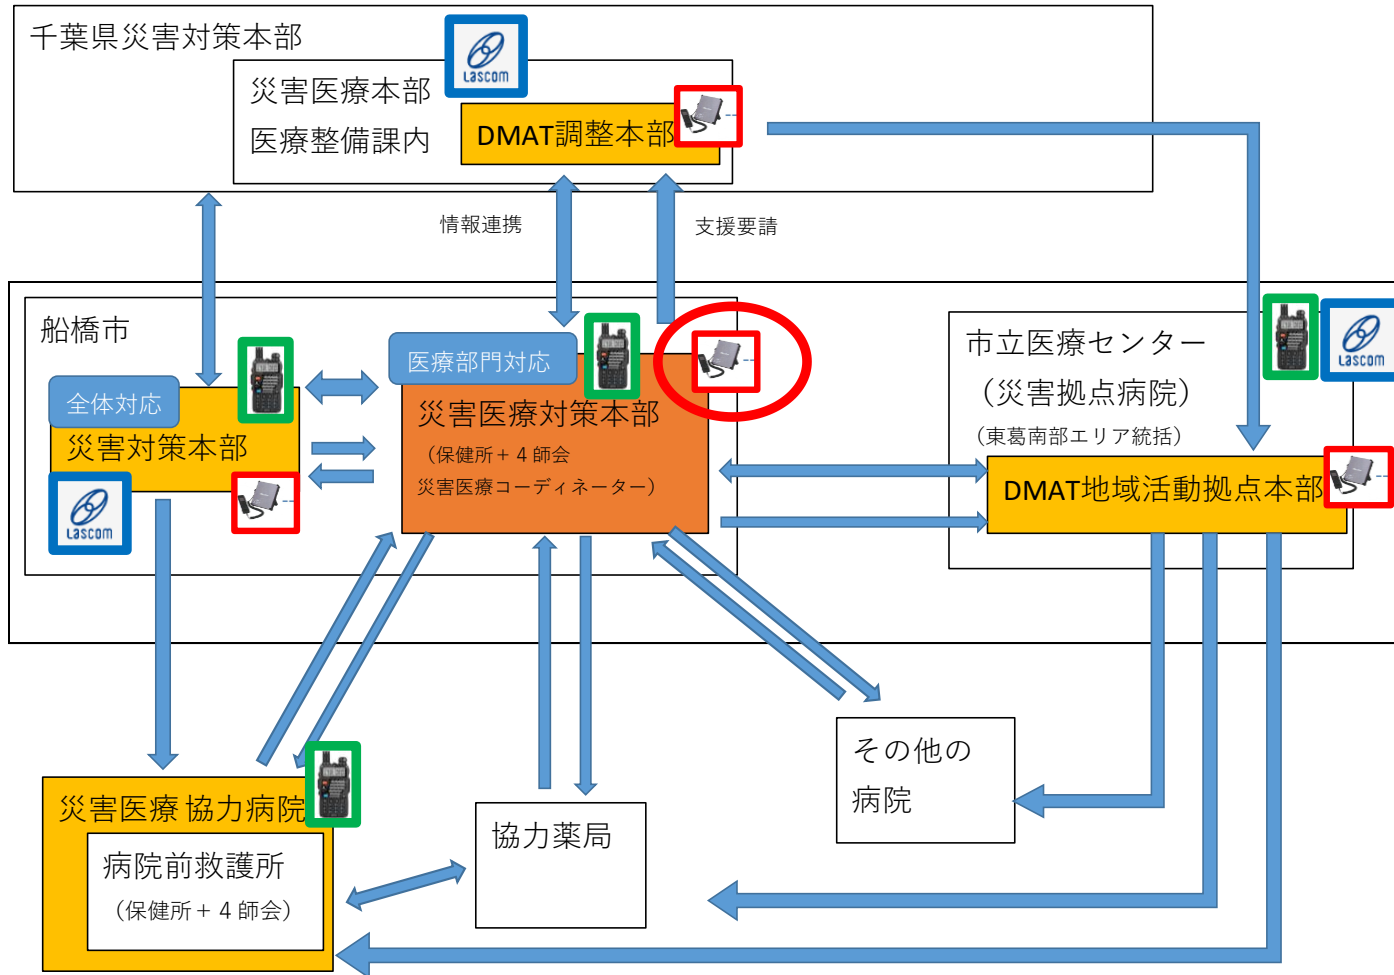 千葉県災害対策本部
Lascom
災害医療本部
医療整備課内
DMAT調整本部
情報連携
支援要請
船橋市
医療部門対応
全体対応
災害対策本部
Lascom
災害医療対策本部
（保健所+４師会
災害医療コーディネーター）
市立医療センター
（災害拠点病院）
（東葛南部エリア統括）
Lascom
DMAT地域活動拠点本部
災害医療 協力病院
病院前救護所
（保健所＋４師会）
協力薬局
その他の
病院